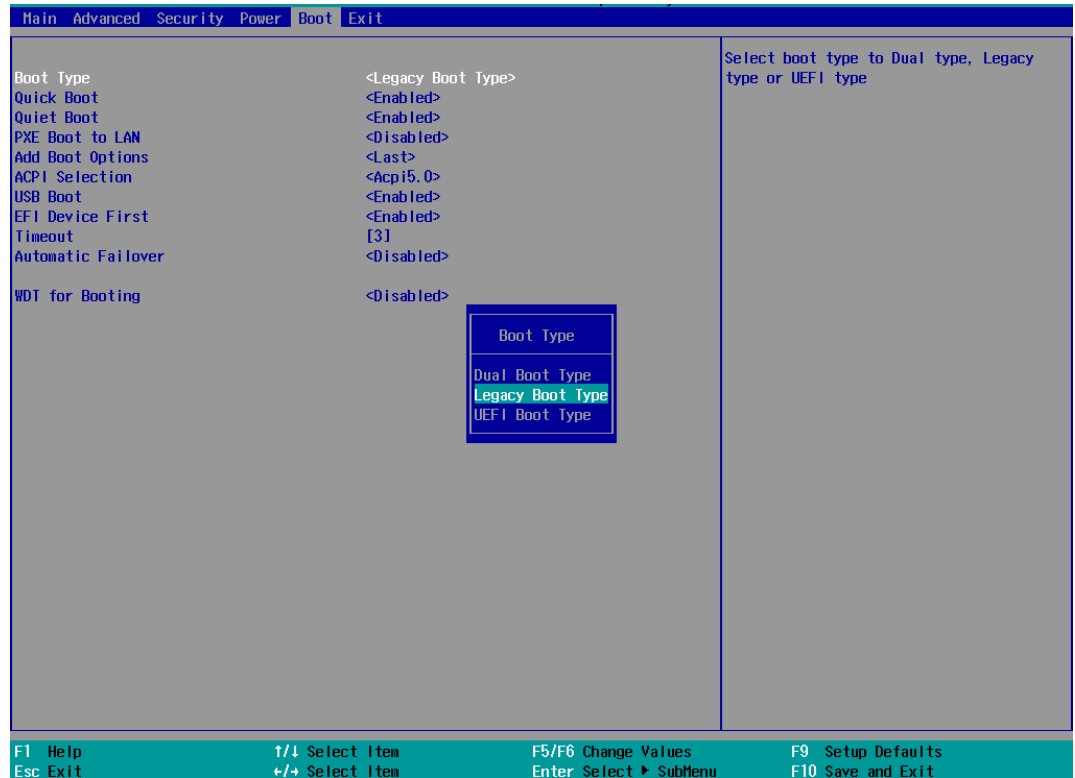 Main Advanced Security Power Boot Exit
Select boot type to Dual type, Legacy
type or UEFI type
Boot Type <Legacy Boot Type>
Quick Boot <Enabled>
Quiet Boot <Enabled>
PXE Boot to LAN <Disabled>
Add Boot Options <Last>
ACPI Selection <Acpi5.0>
USB Boot <Enabled>
EFI Device First <Enabled>
Timeout [3]
Automatic Failover <Disabled>
WDT for Booting <Disabled>
Boot Type
Dual Boot Type
Legacy Boot Type
UEFI Boot Type
F1 Help ↑/↓ Select Item F5/F6 Change Values F9 Setup Defaults
Esc Exit ←/→ Select Item Enter Select ▶ SubMenu F10 Save and Exit